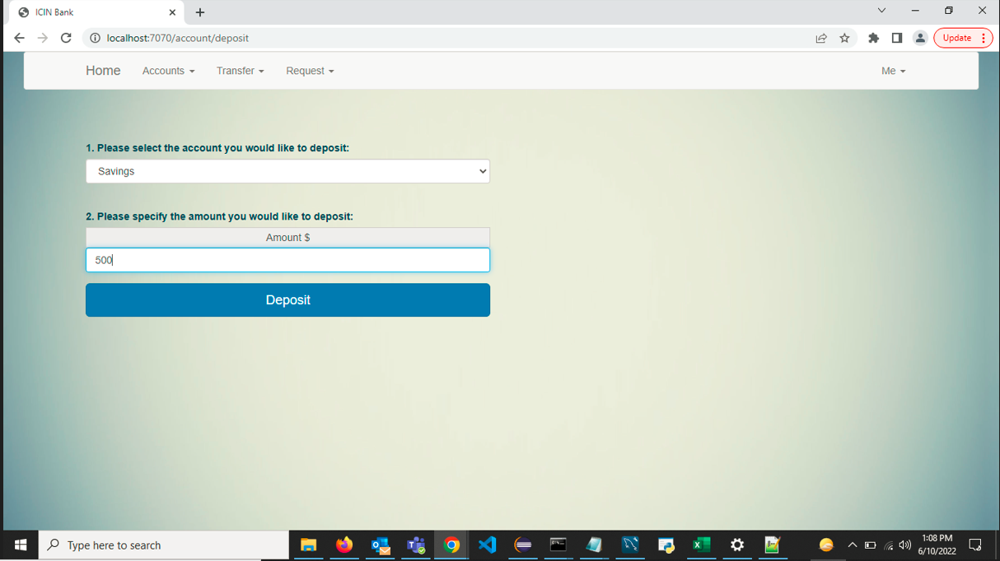 ICIN Bank
localhost:7070/account/deposit
Update
Home Accounts Transfer Request Me
1. Please select the account you would like to deposit:
Savings
2. Please specify the amount you would like to deposit:
Amount $
500
Deposit
Type here to search
1:08 PM
6/10/2022